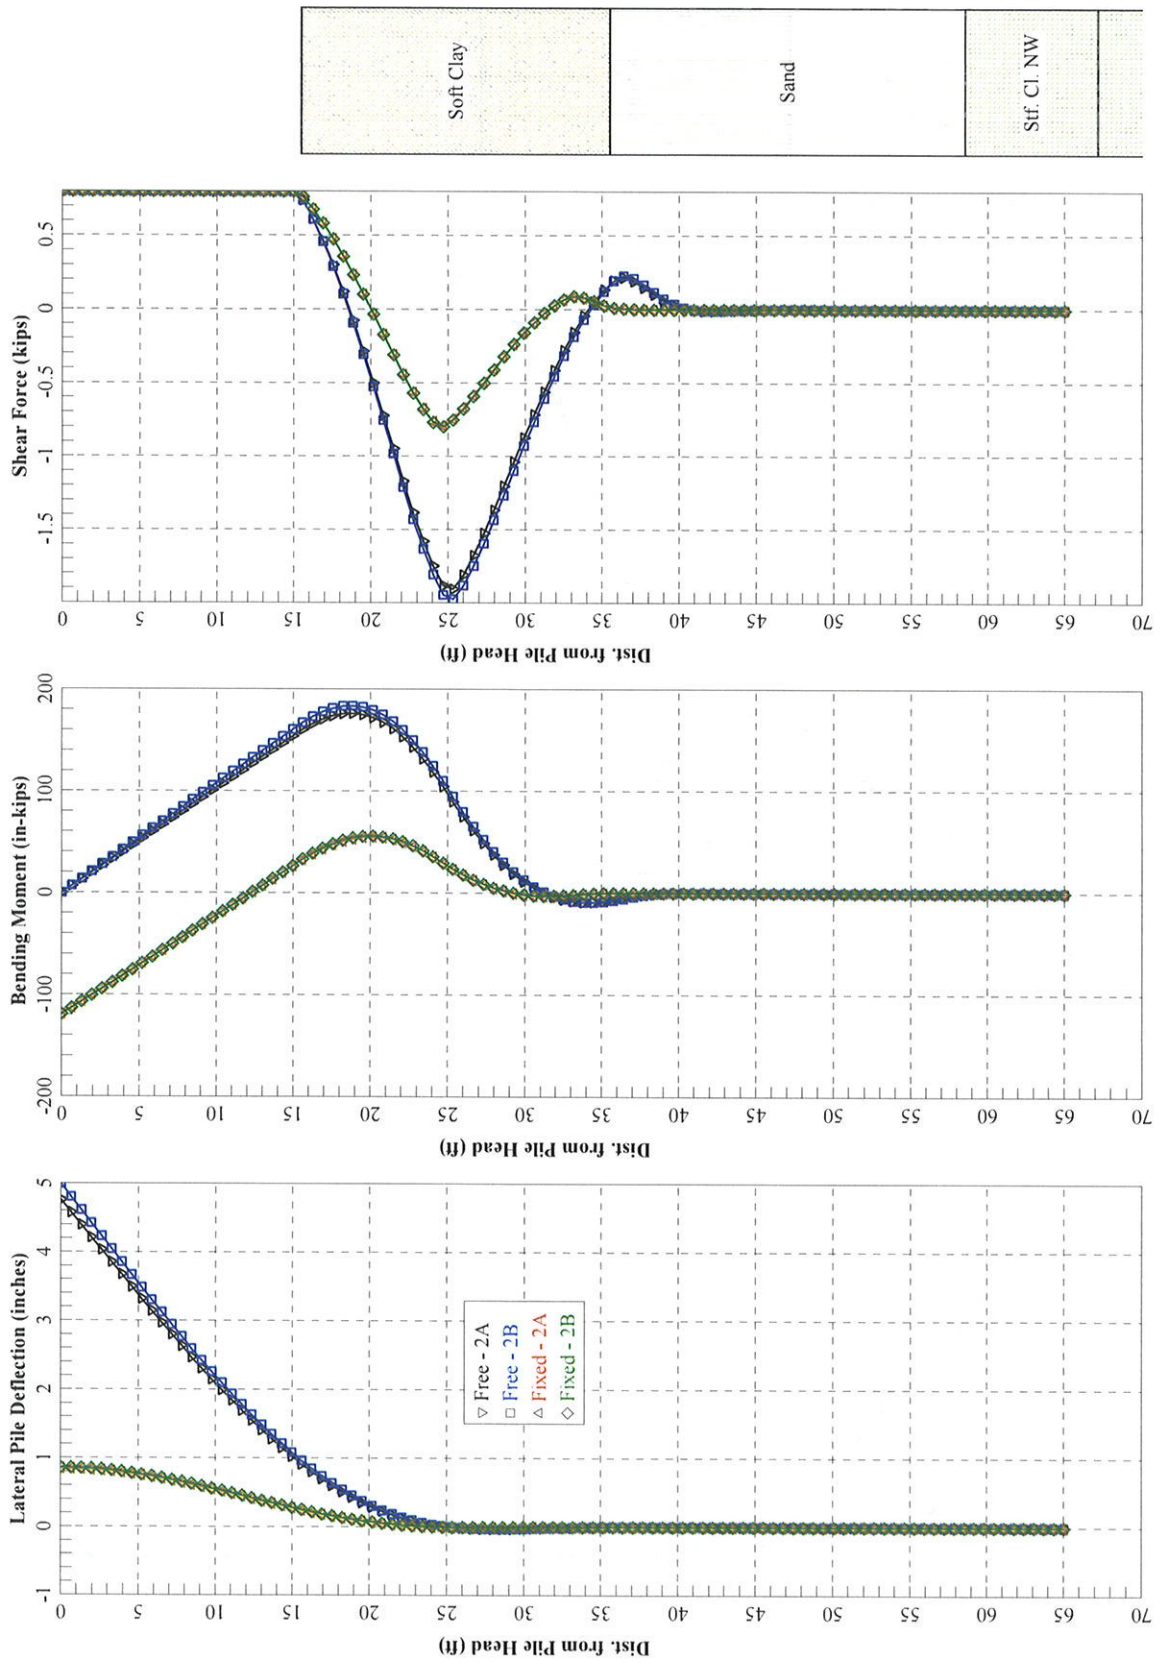 Lateral Pile Deflection (inches)
-1 0 1 2 3 4 5
Dist. from Pile Head (ft)
0
5
10
15
20
25
30
35
40
45
50
55
60
65
70
▽ Free - 2A
□ Free - 2B
△ Fixed - 2A
◇ Fixed - 2B
Bending Moment (in-kips)
-200 -100 0 100 200
Dist. from Pile Head (ft)
0
5
10
15
20
25
30
35
40
45
50
55
60
65
70
Shear Force (kips)
-1.5 -1 -0.5 0 0.5
Dist. from Pile Head (ft)
0
5
10
15
20
25
30
35
40
45
50
55
60
65
70
Soft Clay
Sand
Stf. Cl. NW